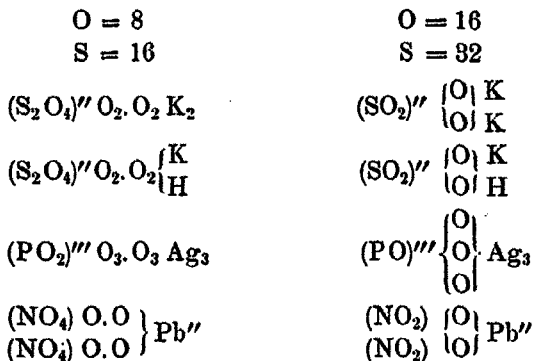 O = 8 O = 16
S = 16 S = 32
(S₂O₄)″ O₂. O₂ K₂ (SO₂)″ {O} K
{O} K
(S₂O₄)″ O₂. O₂ { K (SO₂)″ {O} K
H {O} H
(PO₂)‴ O₃. O₃ Ag₃ (PO)‴ {O
O
O} Ag₃
(NO₄) O. O } Pb″ (NO₂) {O} Pb″
(NO₄) O. O (NO₂) {O}